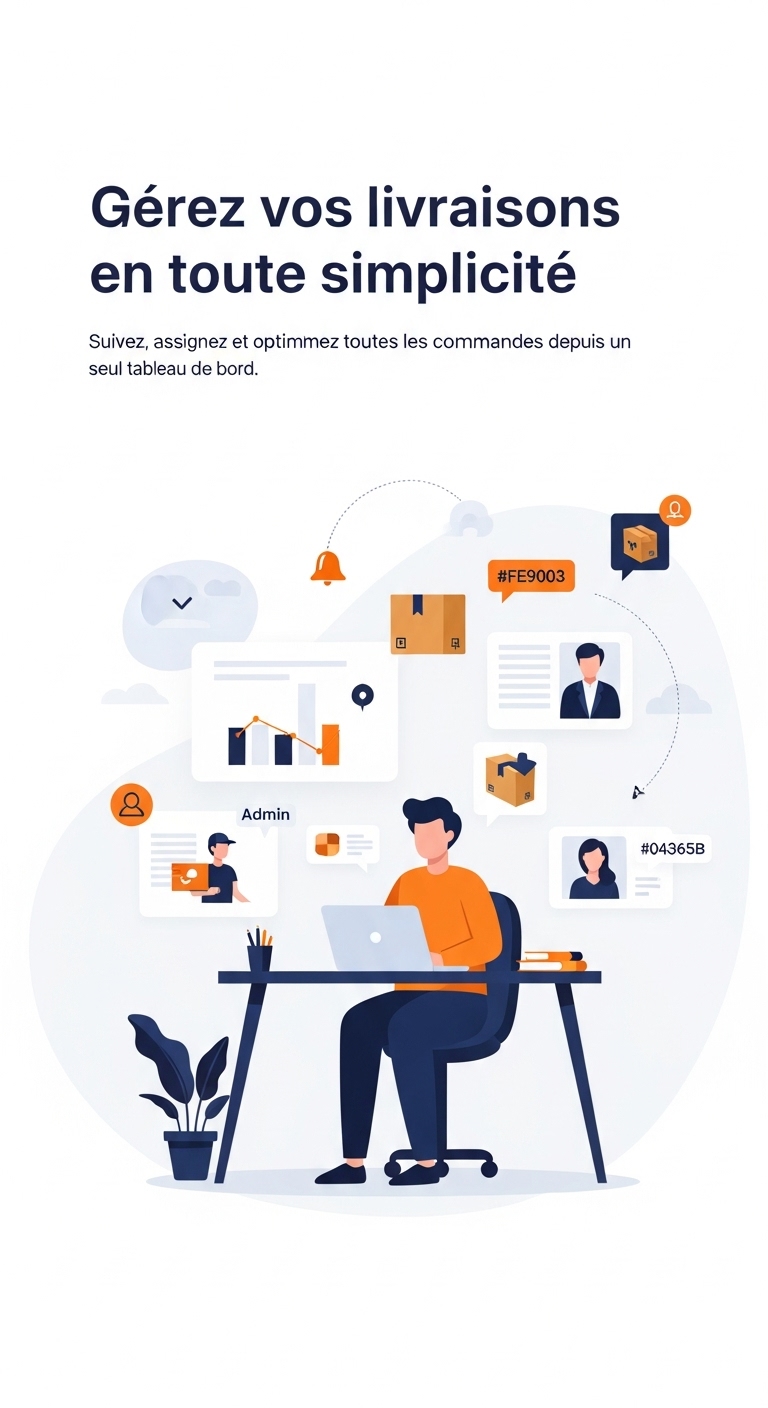 Gérez vos livraisons
en toute simplicité
Suivez, assignez et optimmez toutes les commandes depuis un
seul tableau de bord.
#FE9003
Admin
#04365B